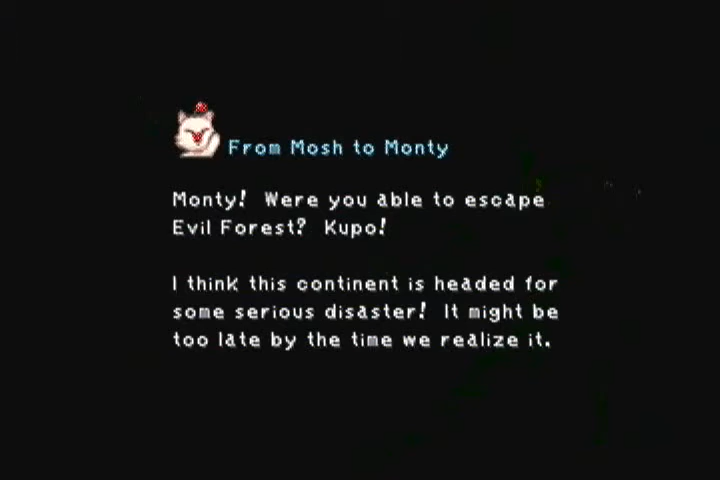 From Mosh to Monty
Monty! Were you able to escape
Evil Forest? Kupo!
I think this continent is headed for
some serious disaster! It might be
too late by the time we realize it.